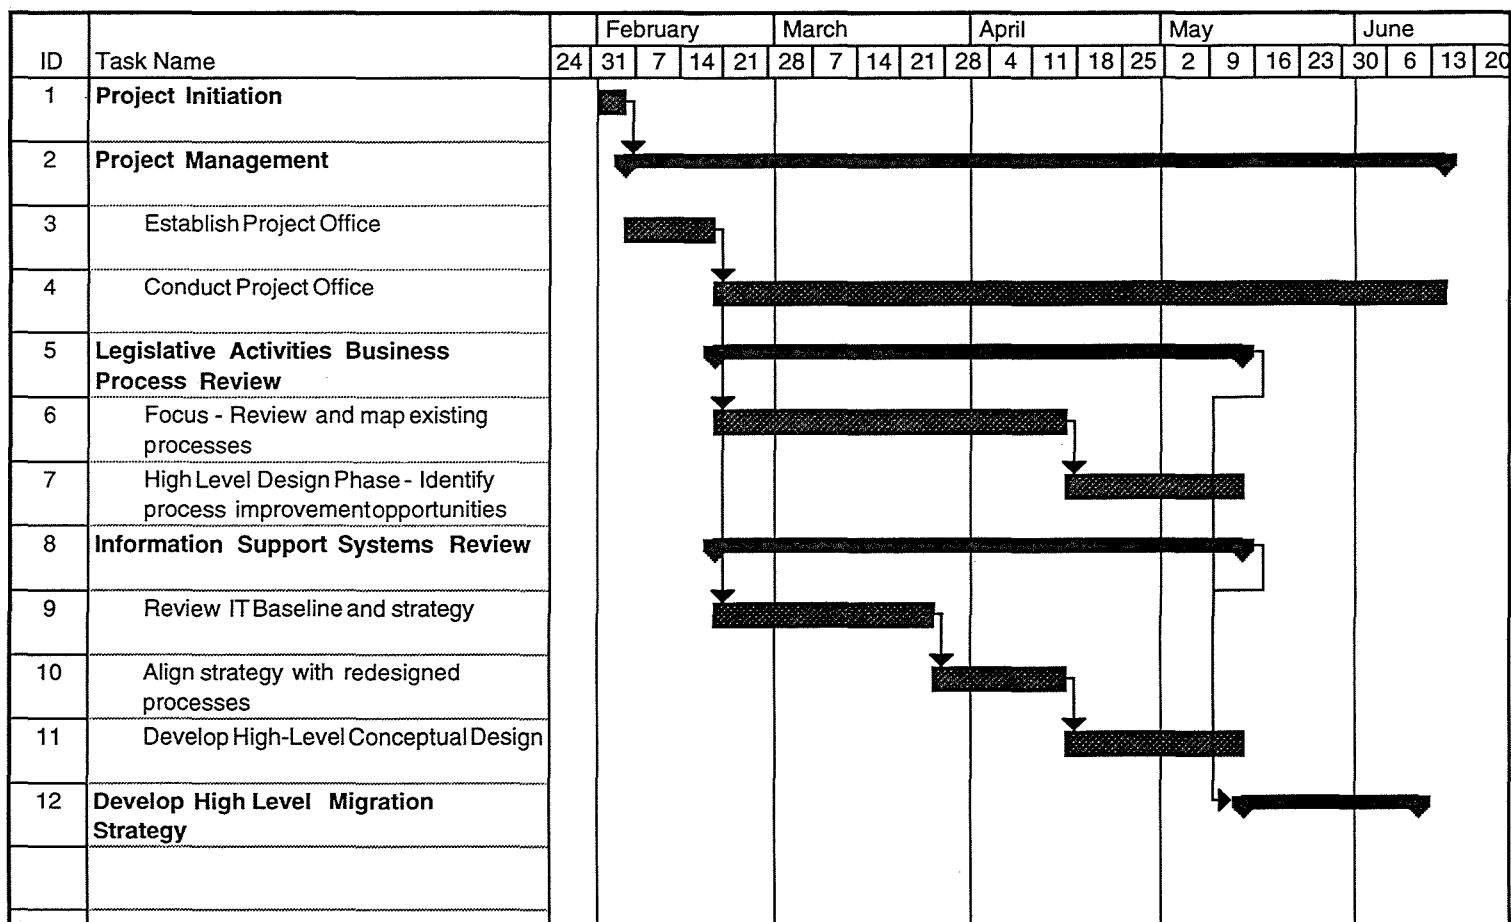 February March April May June
ID Task Name 24 31 7 14 21 28 7 14 21 28 4 11 18 25 2 9 16 23 30 6 13 20
1 Project Initiation
2 Project Management
3 Establish Project Office
4 Conduct Project Office
5 Legislative Activities Business
Process Review
6 Focus - Review and map existing
processes
7 High Level Design Phase - Identify
process improvement opportunities
8 Information Support Systems Review
9 Review IT Baseline and strategy
10 Align strategy with redesigned
processes
11 Develop High-Level Conceptual Design
12 Develop High Level Migration
Strategy